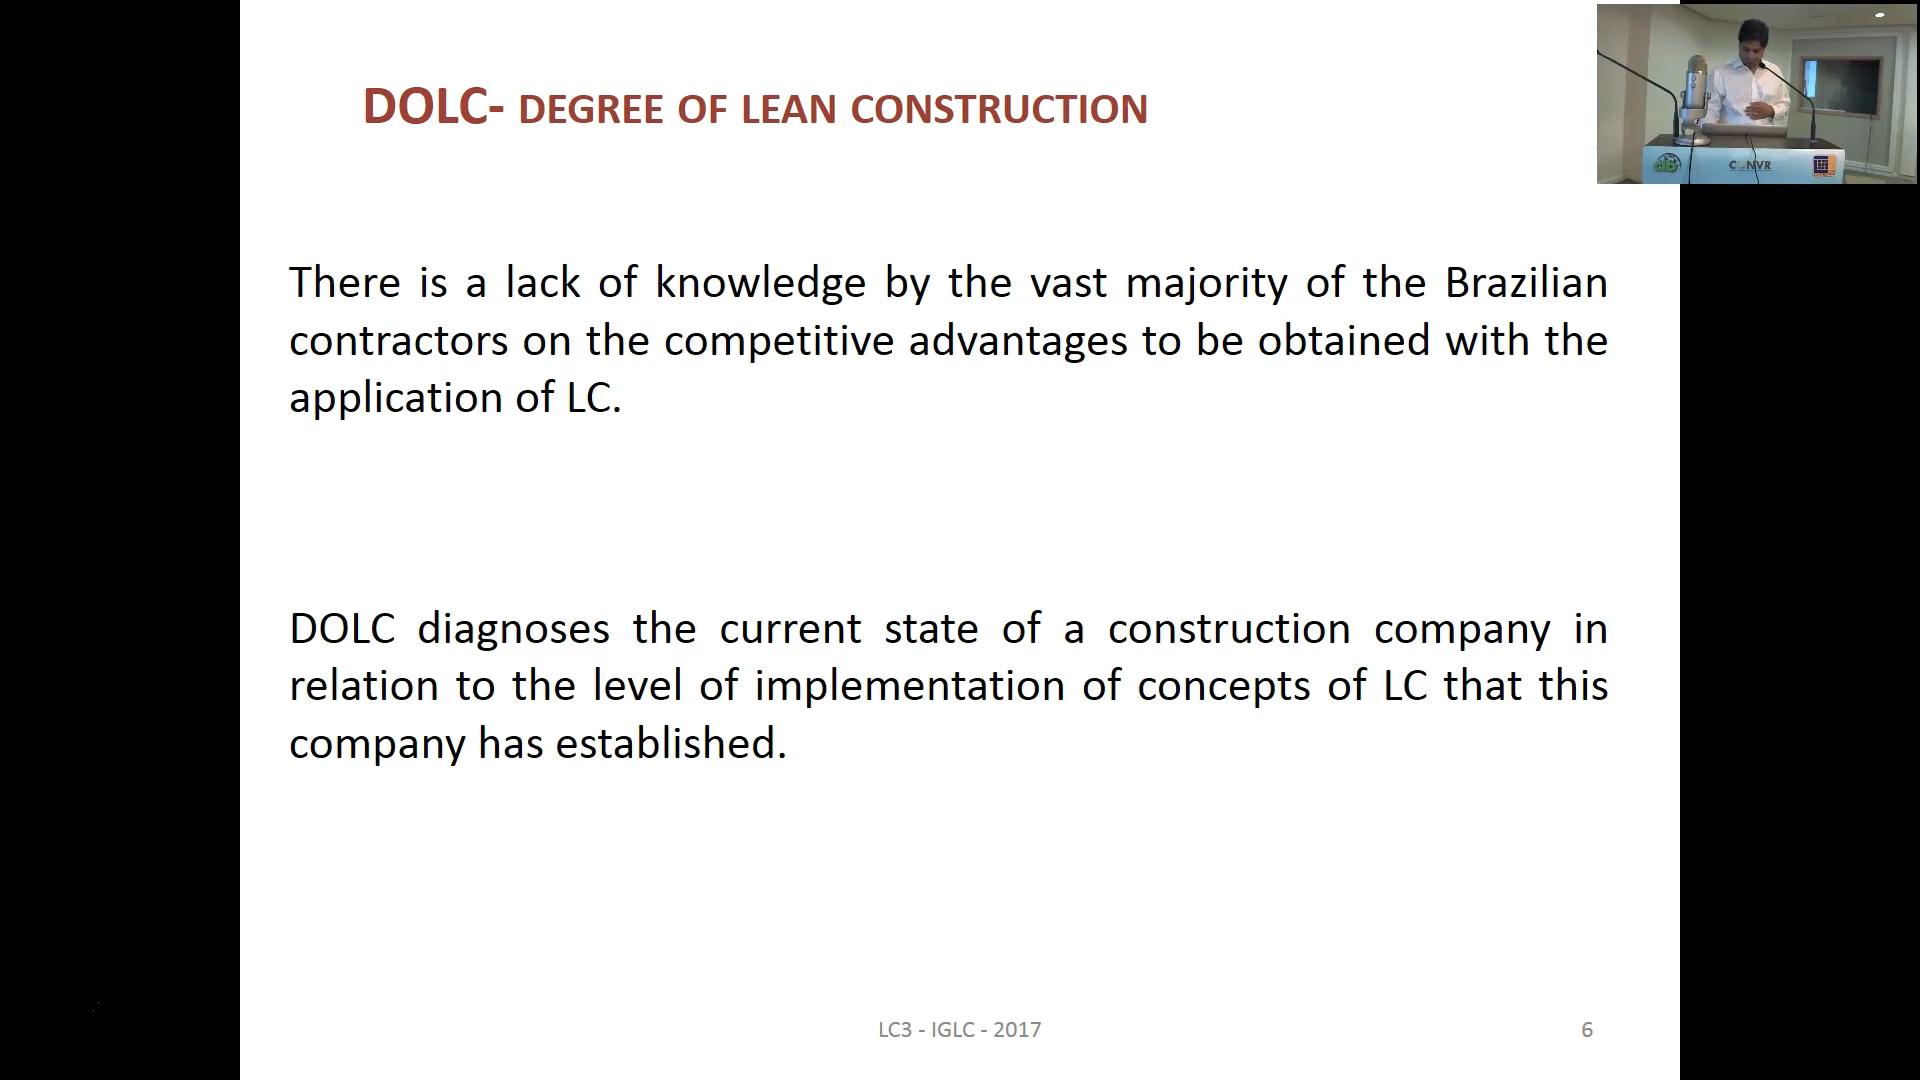 DOLC- DEGREE OF LEAN CONSTRUCTION
There is a lack of knowledge by the vast majority of the Brazilian
contractors on the competitive advantages to be obtained with the
application of LC.
DOLC diagnoses the current state of a construction company in
relation to the level of implementation of concepts of LC that this
company has established.
LC3 - IGLC - 2017
6
CONVR